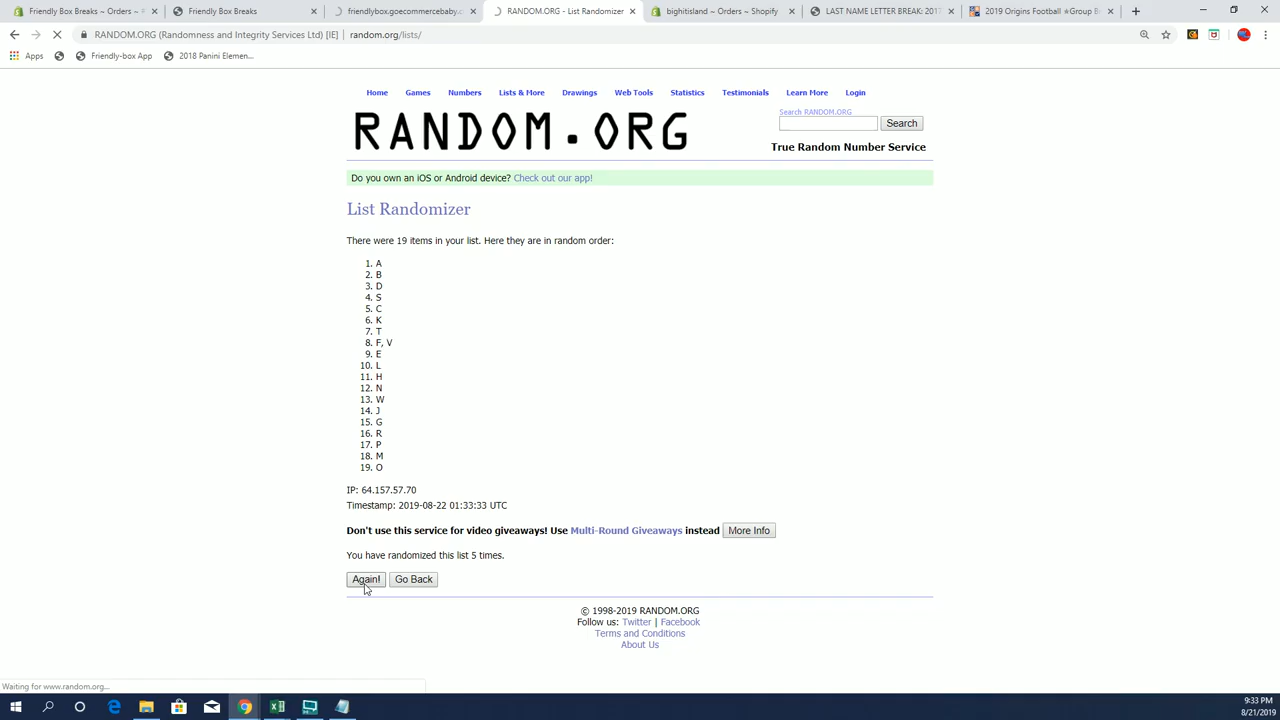 Friendly Box Breaks ~ Orders ~ F
Friendly Box Breaks
friendlybox.goecommercebaby.c
RANDOM.ORG - List Randomizer
bighitisland ~ Orders ~ Shopify
LAST NAME LETTER BREAK: 2017
2019 Origins Football ★Group B
RANDOM.ORG (Randomness and Integrity Services Ltd) [IE] | random.org/lists/
Apps Friendly-box App 2018 Panini Elemen...
Home Games Numbers Lists & More Drawings Web Tools Statistics Testimonials Learn More Login
Search RANDOM.ORG
RANDOM.ORG
Search
True Random Number Service
Do you own an iOS or Android device? Check out our app!
List Randomizer
There were 19 items in your list. Here they are in random order:
1. A
2. B
3. D
4. S
5. C
6. K
7. T
8. F, V
9. E
10. L
11. H
12. N
13. W
14. J
15. G
16. R
17. P
18. M
19. O
IP: 64.157.57.70
Timestamp: 2019-08-22 01:33:33 UTC
Don't use this service for video giveaways! Use Multi-Round Giveaways instead More Info
You have randomized this list 5 times.
Again! Go Back
© 1998-2019 RANDOM.ORG
Follow us: Twitter | Facebook
Terms and Conditions
About Us
Waiting for www.random.org...
9:33 PM
8/21/2019